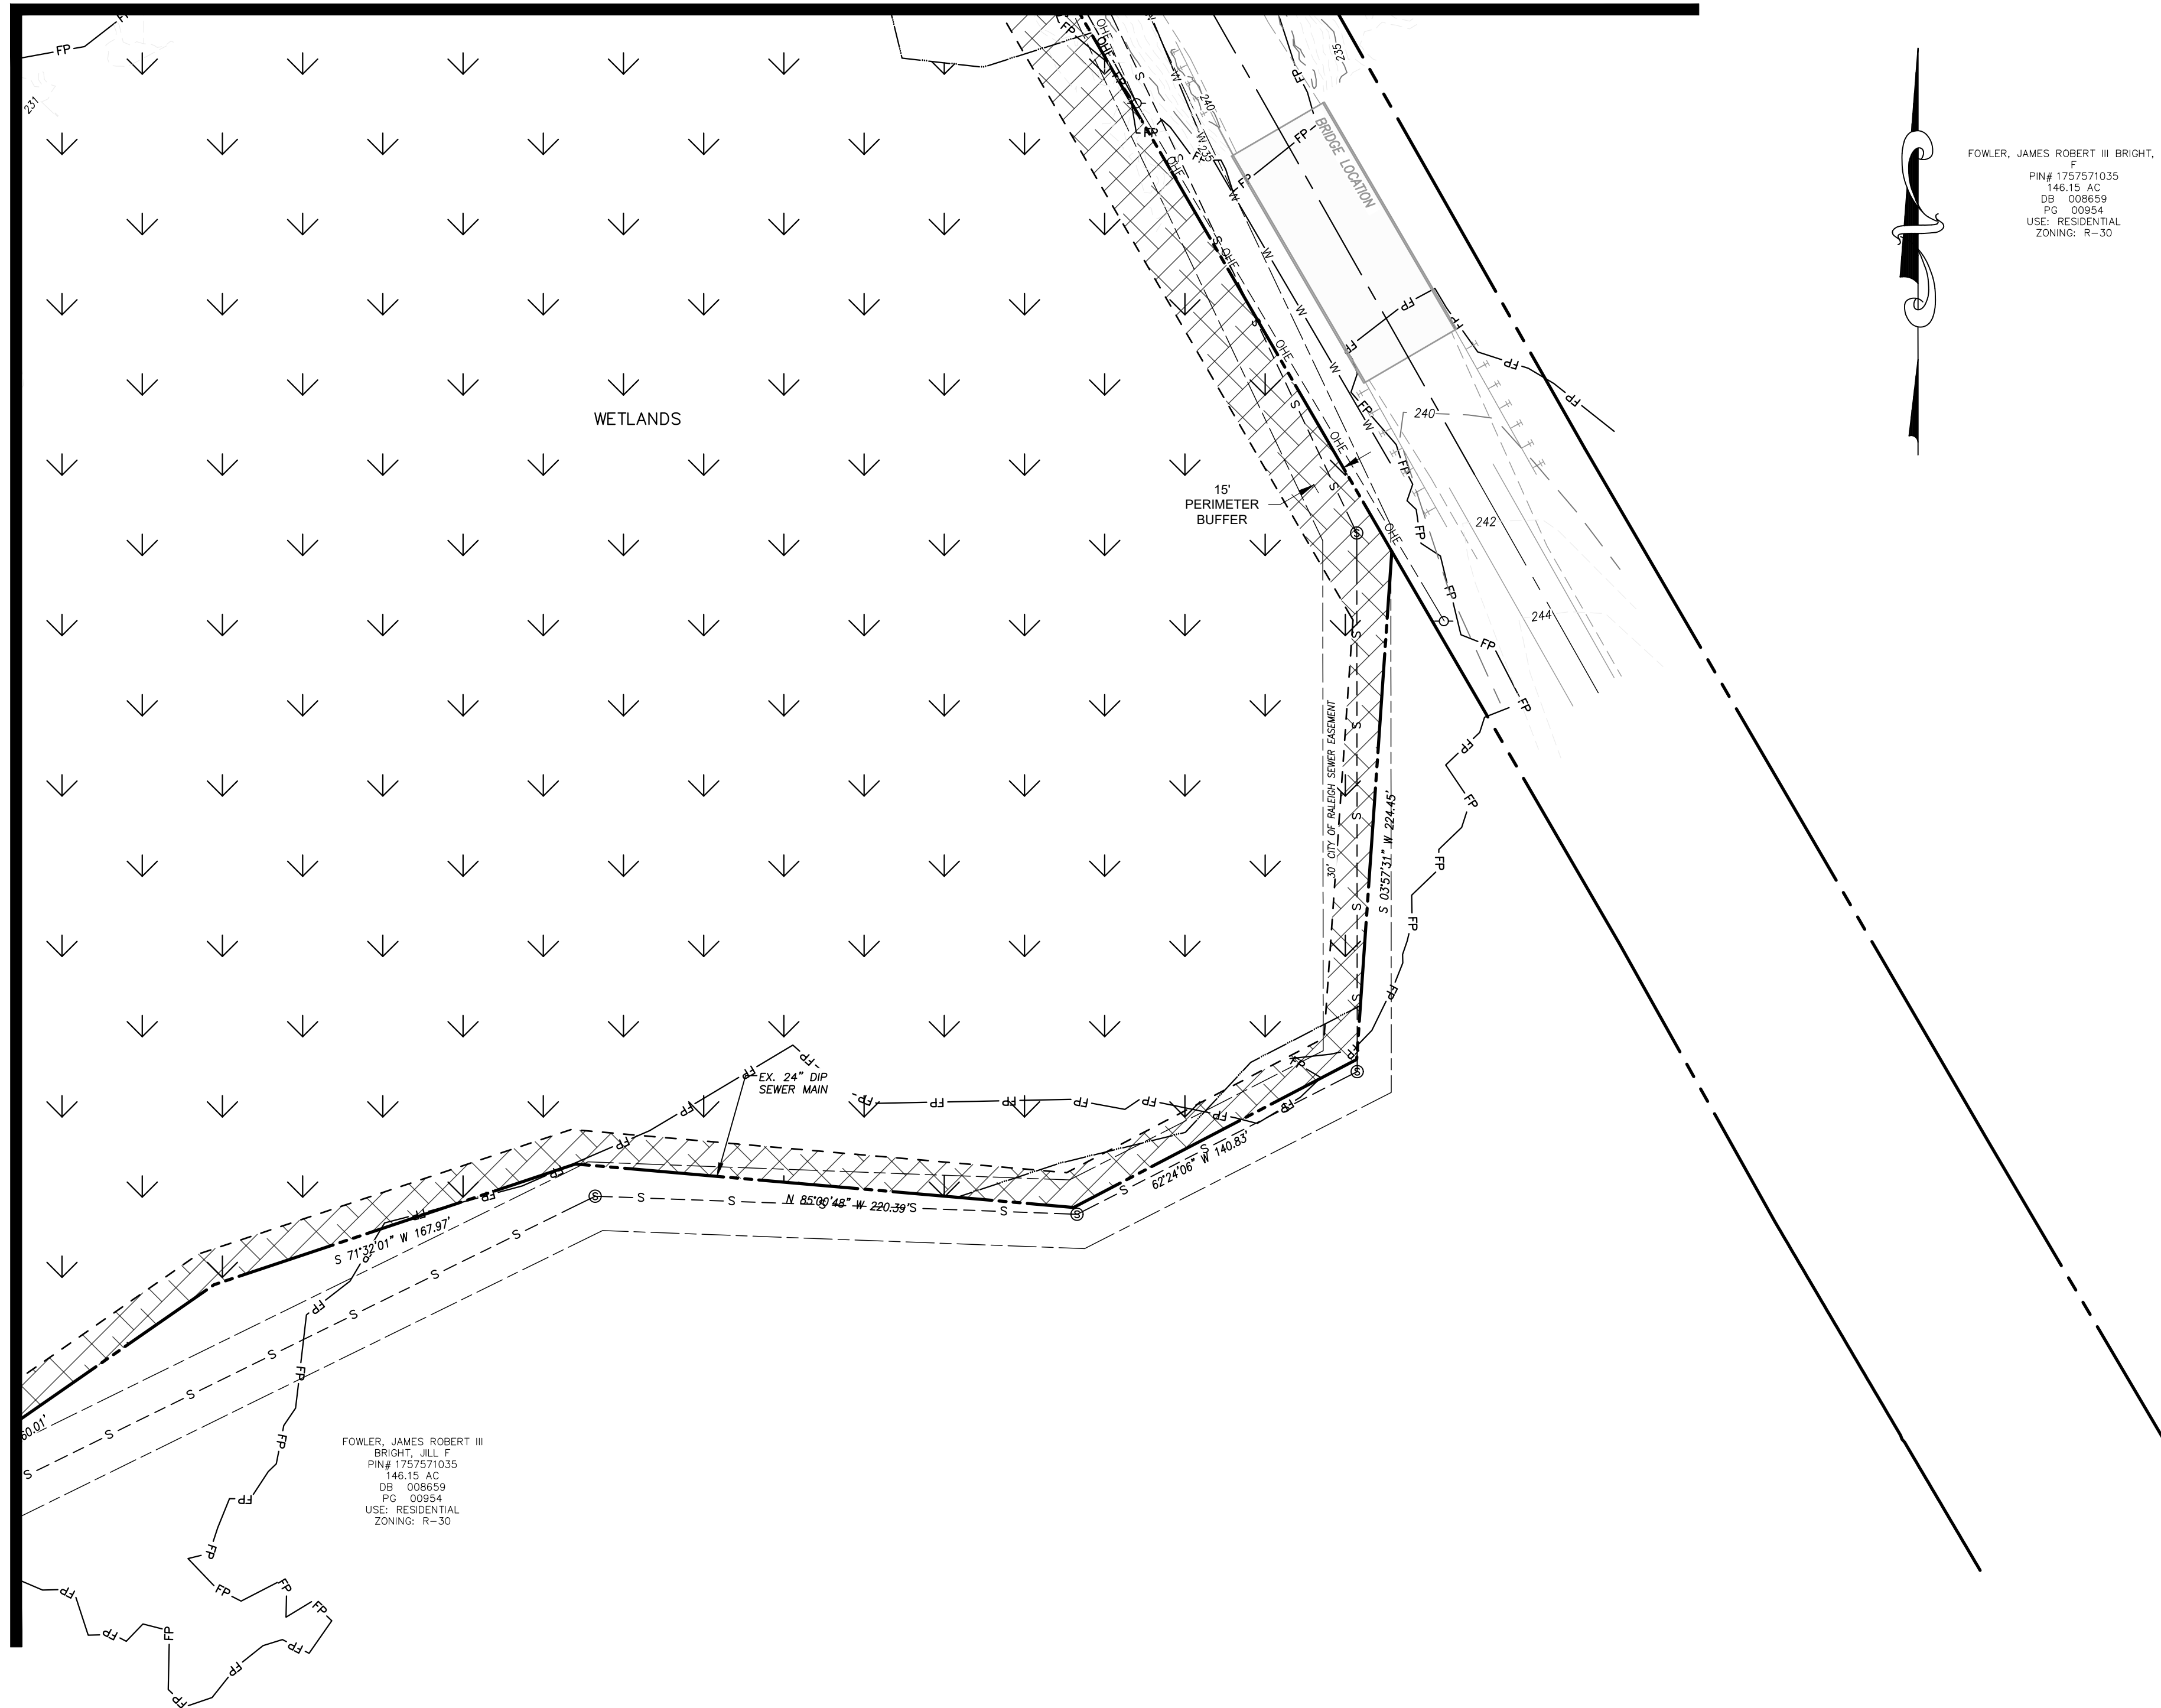 FOWLER, JAMES ROBERT III BRIGHT,
F
PIN# 1757571035
146.15 AC
DB 008659
PG 00954
USE: RESIDENTIAL
ZONING: R-30
231
235
240
235
BRIDGE LOCATION
WETLANDS
240
15'
PERIMETER
BUFFER
242
244
30' CITY OF RALEIGH SEWER EASEMENT
S 03°57'31" W 224.45'
EX. 24" DIP
SEWER MAIN
62°24'06" W 140.83'
N 85°00'48" W 220.39'
S 71°32'01" W 167.97'
60.01'
FOWLER, JAMES ROBERT III
BRIGHT, JILL F
PIN# 1757571035
146.15 AC
DB 008659
PG 00954
USE: RESIDENTIAL
ZONING: R-30
FP
OHE
W
S